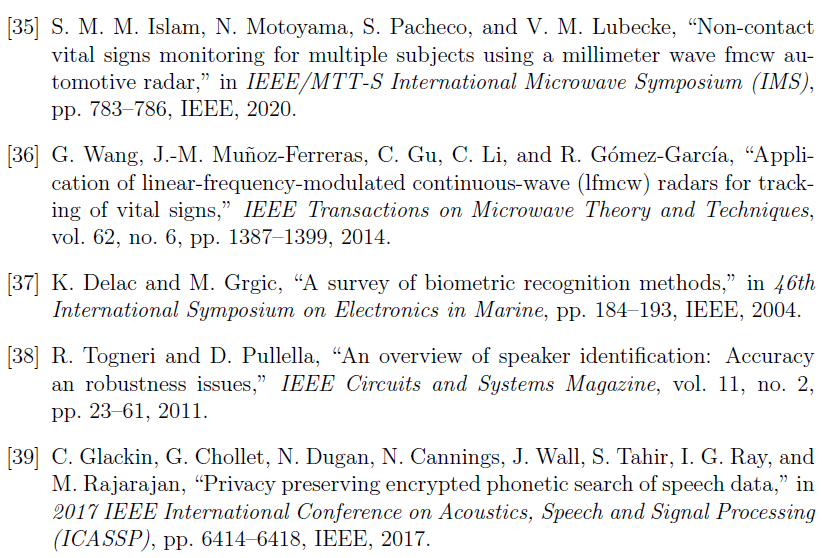 [35] S. M. M. Islam, N. Motoyama, S. Pacheco, and V. M. Lubecke, “Non-contact
vital signs monitoring for multiple subjects using a millimeter wave fmcw au-
tomotive radar,” in IEEE/MTT-S International Microwave Symposium (IMS),
pp. 783–786, IEEE, 2020.
[36] G. Wang, J.-M. Muñoz-Ferreras, C. Gu, C. Li, and R. Gómez-García, “Appli-
cation of linear-frequency-modulated continuous-wave (lfmcw) radars for track-
ing of vital signs,” IEEE Transactions on Microwave Theory and Techniques,
vol. 62, no. 6, pp. 1387–1399, 2014.
[37] K. Delac and M. Grgic, “A survey of biometric recognition methods,” in 46th
International Symposium on Electronics in Marine, pp. 184–193, IEEE, 2004.
[38] R. Togneri and D. Pullella, “An overview of speaker identification: Accuracy
an robustness issues,” IEEE Circuits and Systems Magazine, vol. 11, no. 2,
pp. 23–61, 2011.
[39] C. Glackin, G. Chollet, N. Dugan, N. Cannings, J. Wall, S. Tahir, I. G. Ray, and
M. Rajarajan, “Privacy preserving encrypted phonetic search of speech data,” in
2017 IEEE International Conference on Acoustics, Speech and Signal Processing
(ICASSP), pp. 6414–6418, IEEE, 2017.